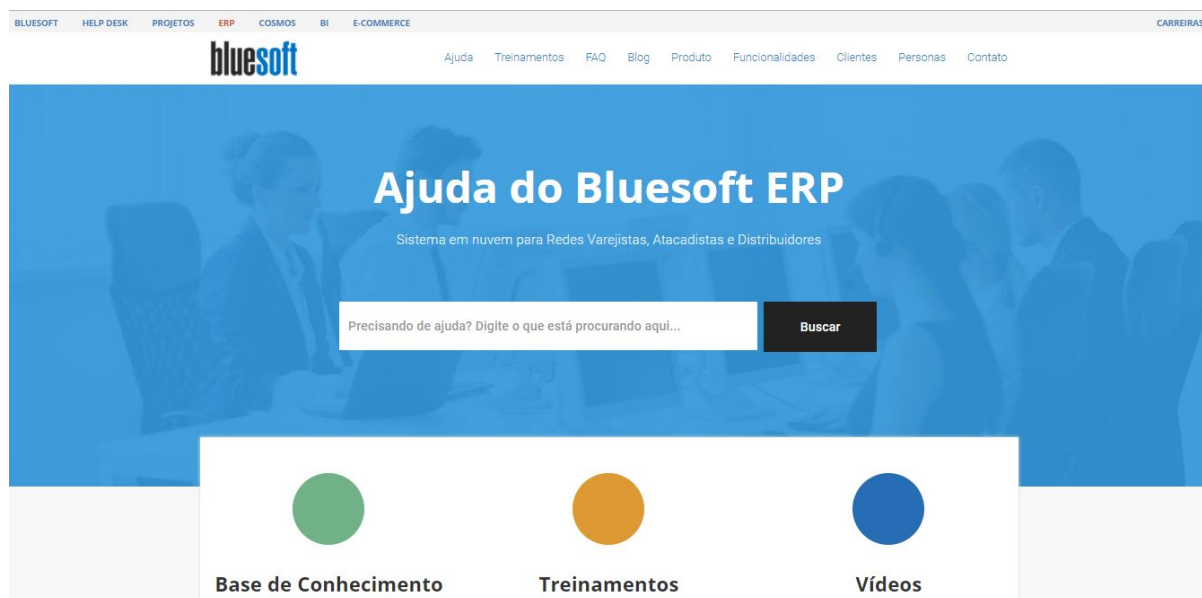 BLUESOFT HELP DESK PROJETOS ERP COSMOS BI E-COMMERCE CARREIRAS
bluesoft Ajuda Treinamentos FAQ Blog Produto Funcionalidades Clientes Personas Contato
Ajuda do Bluesoft ERP
Sistema em nuvem para Redes Varejistas, Atacadistas e Distribuidores
Precisando de ajuda? Digite o que está procurando aqui... Buscar
Base de Conhecimento Treinamentos Vídeos